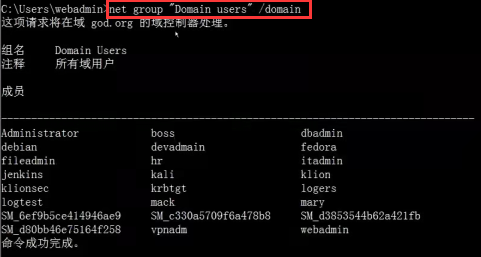 C:\Users\webadmin>net group "Domain users" /domain
这项请求将在域 god.org 的域控制器处理。
组名 Domain Users
注释 所有域用户
成员
-------------------------------------------------------------------------------
Administrator boss dbadmin
debian devadmain fedora
fileadmin hr itadmin
jenkins kali klion
klionsec krbtgt logers
logtest mack mary
SM_6ef9b5ce414946ae9 SM_c330a5709f6a478b8 SM_d3853544b62a421fb
SM_d80bb46e75164f258 vpnadm webadmin
命令成功完成。